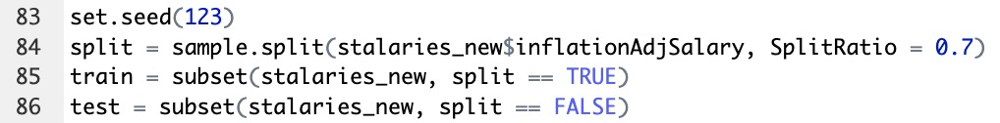 83 set.seed(123)
84 split = sample.split(stalaries_new$inflationAdjSalary, SplitRatio = 0.7)
85 train = subset(stalaries_new, split == TRUE)
86 test = subset(stalaries_new, split == FALSE)